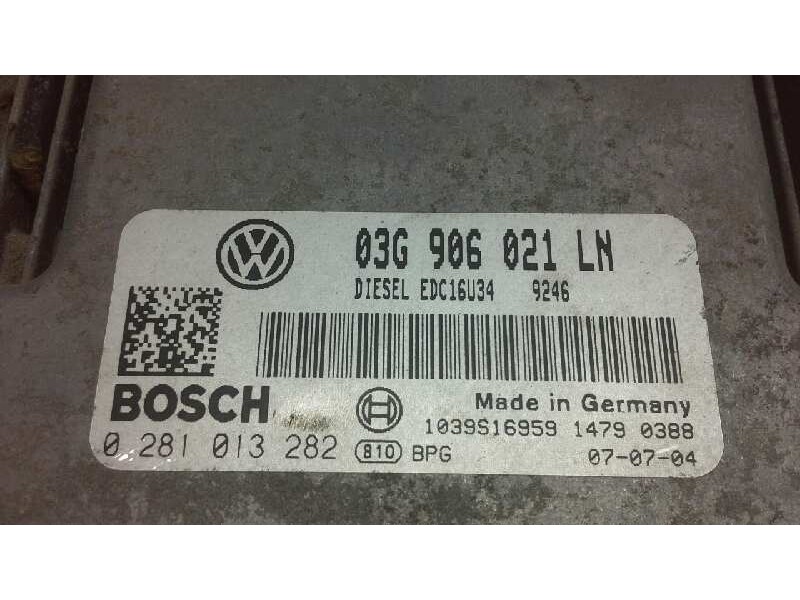 03G 906 021 LN
DIESEL EDC16U34 9246
BOSCH
Made in Germany
1039S16959 1479 0388
0 281 013 282 810 BPG 07-07-04